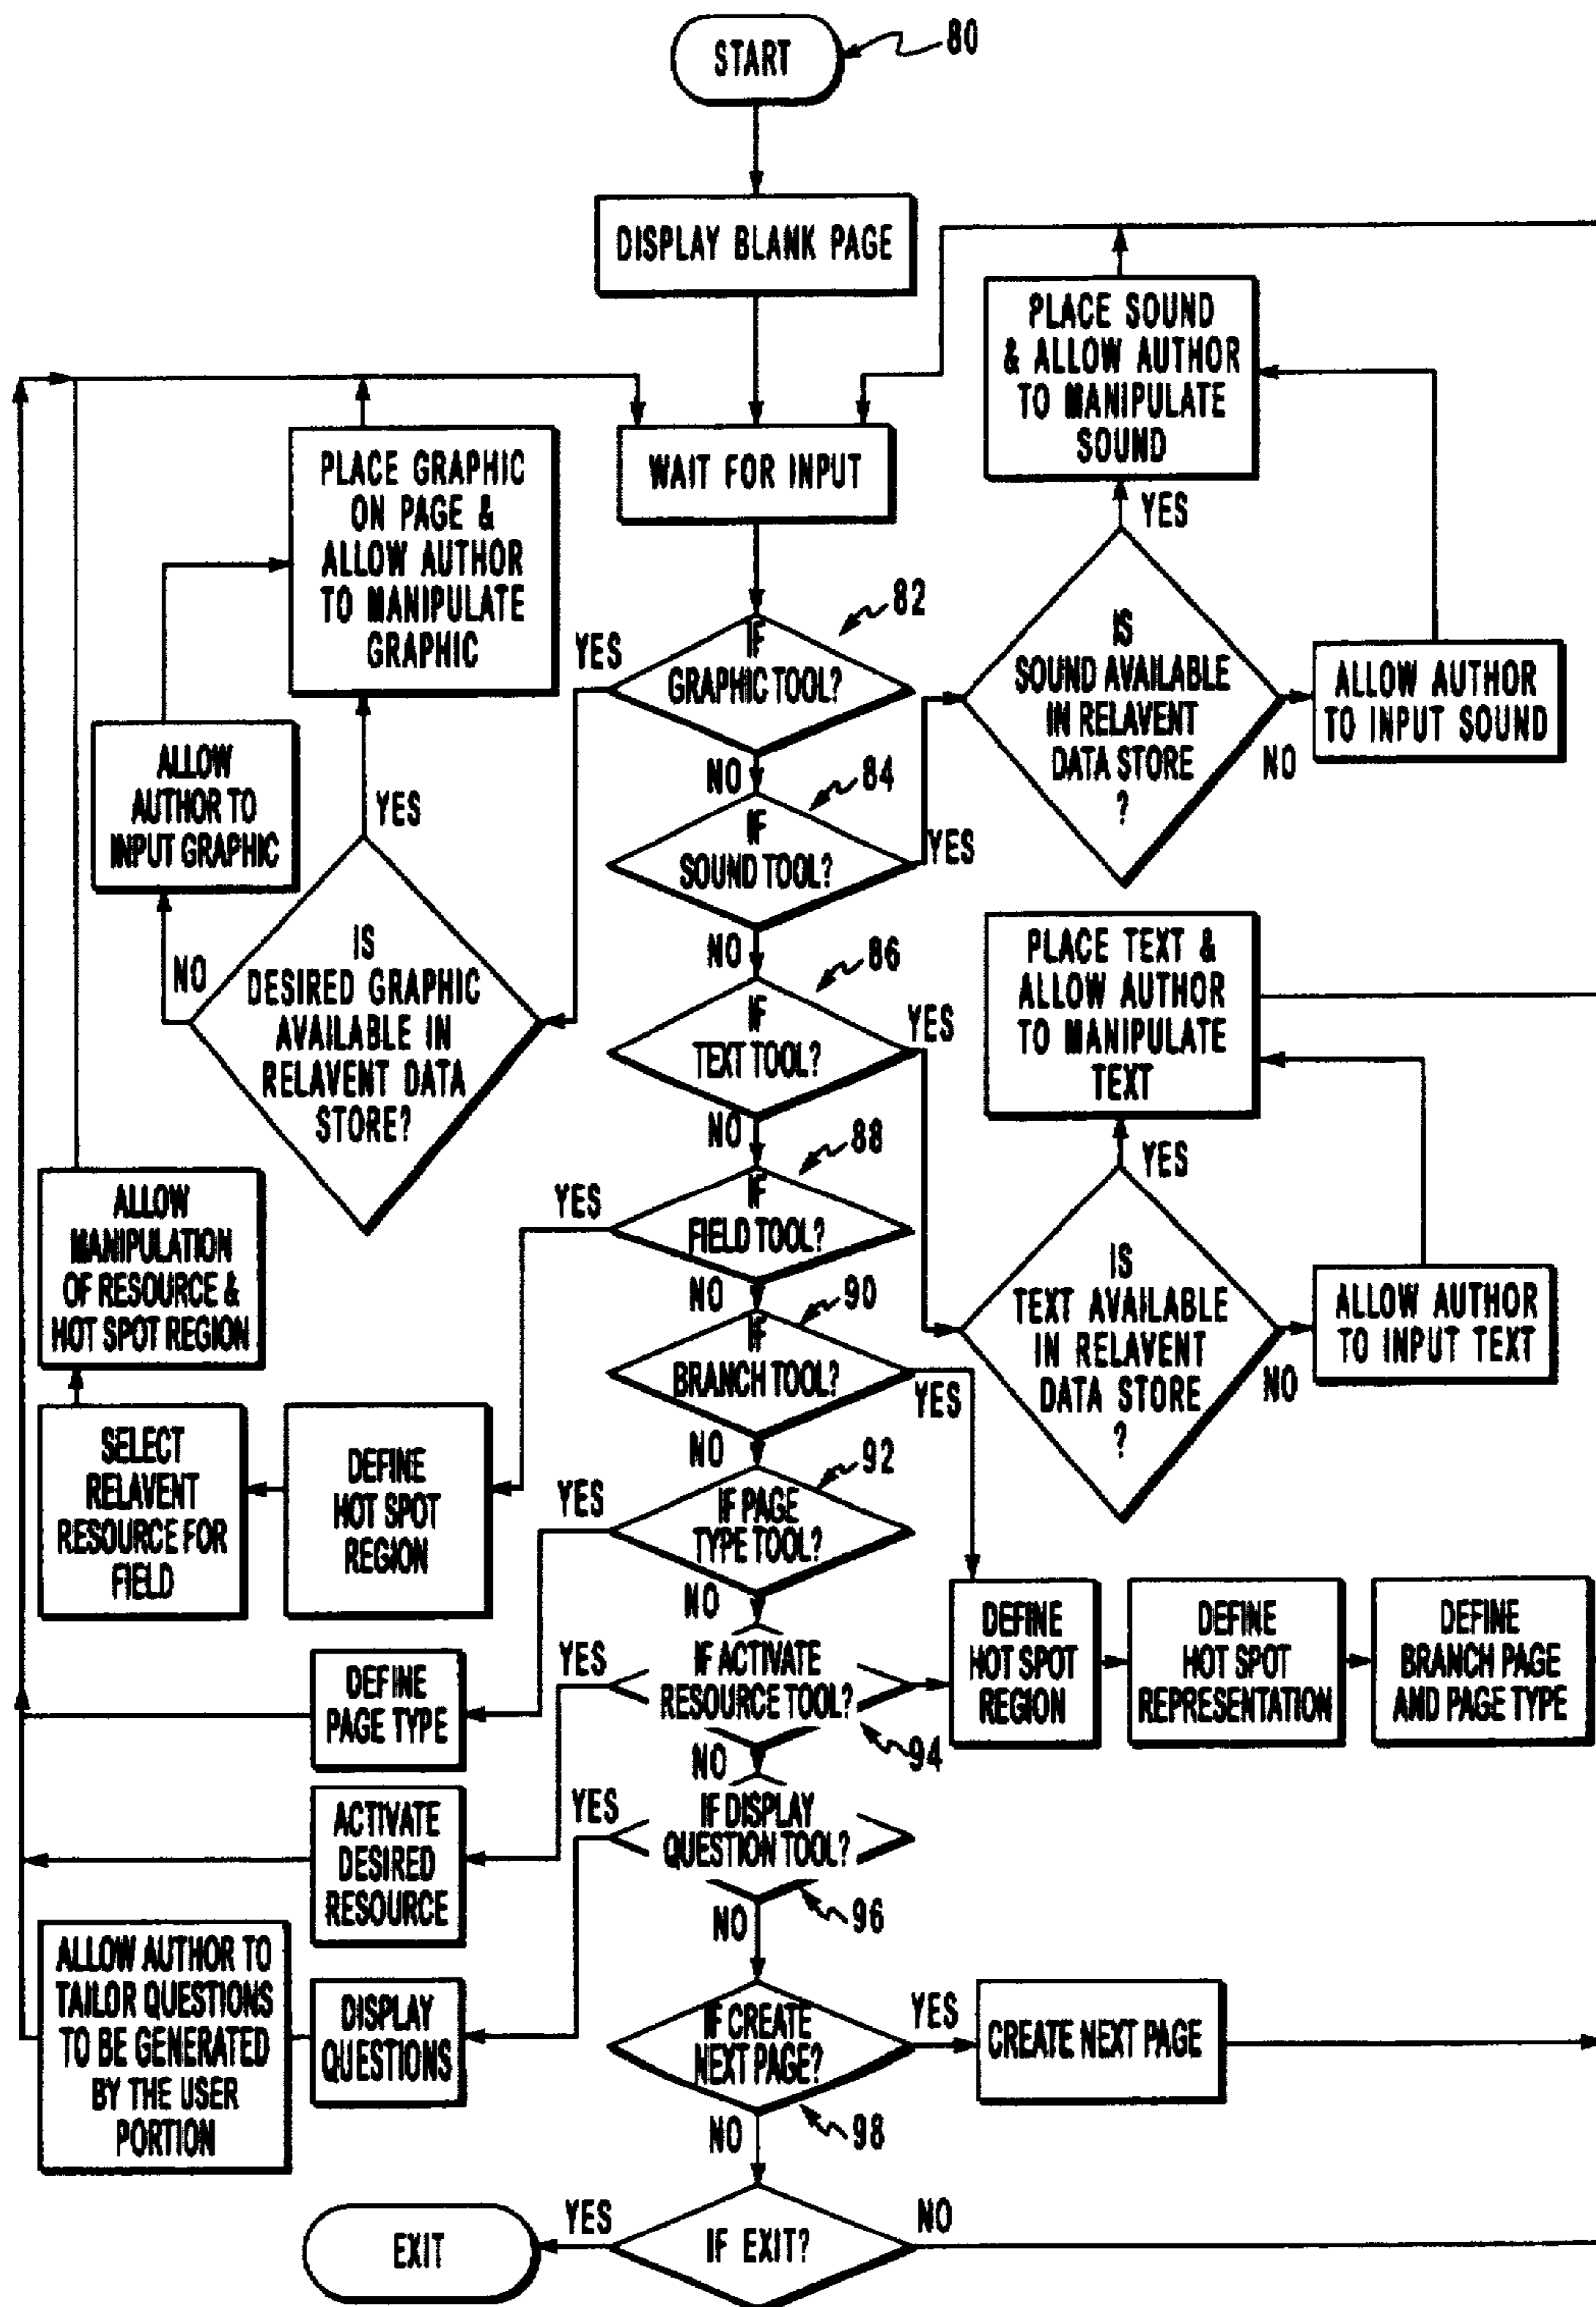 START
80
DISPLAY BLANK PAGE
PLACE SOUND
& ALLOW AUTHOR
TO MANIPULATE
SOUND
WAIT FOR INPUT
PLACE GRAPHIC
ON PAGE &
ALLOW AUTHOR
TO MANIPULATE
GRAPHIC
YES
82
IF
GRAPHIC TOOL?
YES
IS
SOUND AVAILABLE
IN RELAVENT
DATA STORE
?
NO
ALLOW AUTHOR
TO INPUT SOUND
ALLOW
AUTHOR TO
INPUT GRAPHIC
YES
NO
84
IF
SOUND TOOL?
YES
IS
DESIRED GRAPHIC
AVAILABLE IN
RELAVENT DATA
STORE?
NO
NO
86
IF
TEXT TOOL?
YES
PLACE TEXT &
ALLOW AUTHOR
TO MANIPULATE
TEXT
YES
NO
88
IF
FIELD TOOL?
YES
ALLOW
MANIPULATION
OF RESOURCE &
HOT SPOT REGION
IS
TEXT AVAILABLE
IN RELAVENT
DATA STORE
?
NO
ALLOW AUTHOR
TO INPUT TEXT
NO
90
IF
BRANCH TOOL?
YES
SELECT
RELAVENT
RESOURCE FOR
FIELD
DEFINE
HOT SPOT
REGION
NO
92
IF PAGE
TYPE TOOL?
YES
NO
DEFINE
PAGE TYPE
YES
IF ACTIVATE
RESOURCE TOOL?
94
DEFINE
HOT SPOT
REGION
DEFINE
HOT SPOT
REPRESENTATION
DEFINE
BRANCH PAGE
AND PAGE TYPE
NO
ACTIVATE
DESIRED
RESOURCE
YES
IF DISPLAY
QUESTION TOOL?
96
NO
ALLOW AUTHOR TO
TAILOR QUESTIONS
TO BE GENERATED
BY THE USER
PORTION
DISPLAY
QUESTIONS
IF CREATE
NEXT PAGE?
YES
CREATE NEXT PAGE
98
NO
EXIT
YES
IF EXIT?
NO